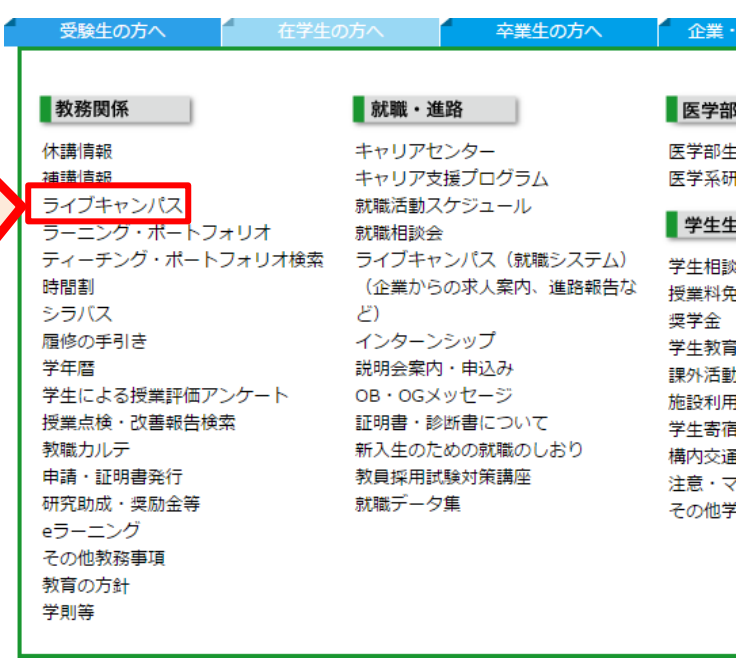 受験生の方へ
在学生の方へ
卒業生の方へ
企業・
教務関係
休講情報
補講情報
ライブキャンパス
ラーニング・ポートフォリオ
ティーチング・ポートフォリオ検索
時間割
シラバス
履修の手引き
学年暦
学生による授業評価アンケート
授業点検・改善報告検索
教職カルテ
申請・証明書発行
研究助成・奨励金等
eラーニング
その他教務事項
教育の方針
学則等
就職・進路
キャリアセンター
キャリア支援プログラム
就職活動スケジュール
就職相談会
ライブキャンパス（就職システム）
（企業からの求人案内、進路報告な
ど）
インターンシップ
説明会案内・申込み
OB・OGメッセージ
証明書・診断書について
新入生のための就職のしおり
教員採用試験対策講座
就職データ集
医学部
医学部生
医学系研
学生生
学生相談
授業料免
奨学金
学生教育
課外活動
施設利用
学生寄宿
構内交通
注意・マ
その他学